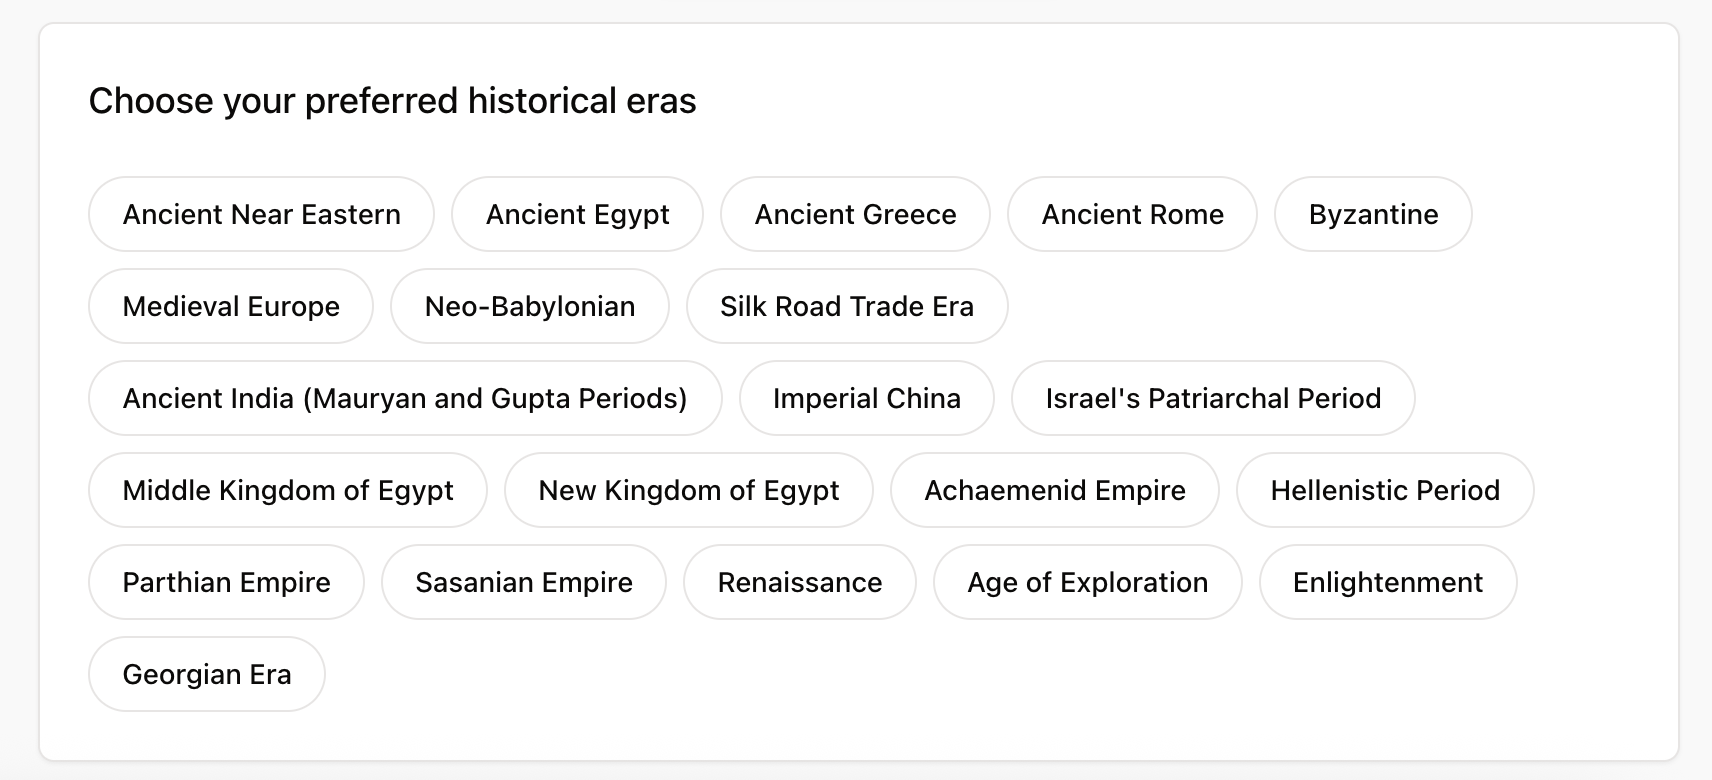 Choose your preferred historical eras
Ancient Near Eastern Ancient Egypt Ancient Greece Ancient Rome Byzantine
Medieval Europe Neo-Babylonian Silk Road Trade Era
Ancient India (Mauryan and Gupta Periods) Imperial China Israel's Patriarchal Period
Middle Kingdom of Egypt New Kingdom of Egypt Achaemenid Empire Hellenistic Period
Parthian Empire Sasanian Empire Renaissance Age of Exploration Enlightenment
Georgian Era